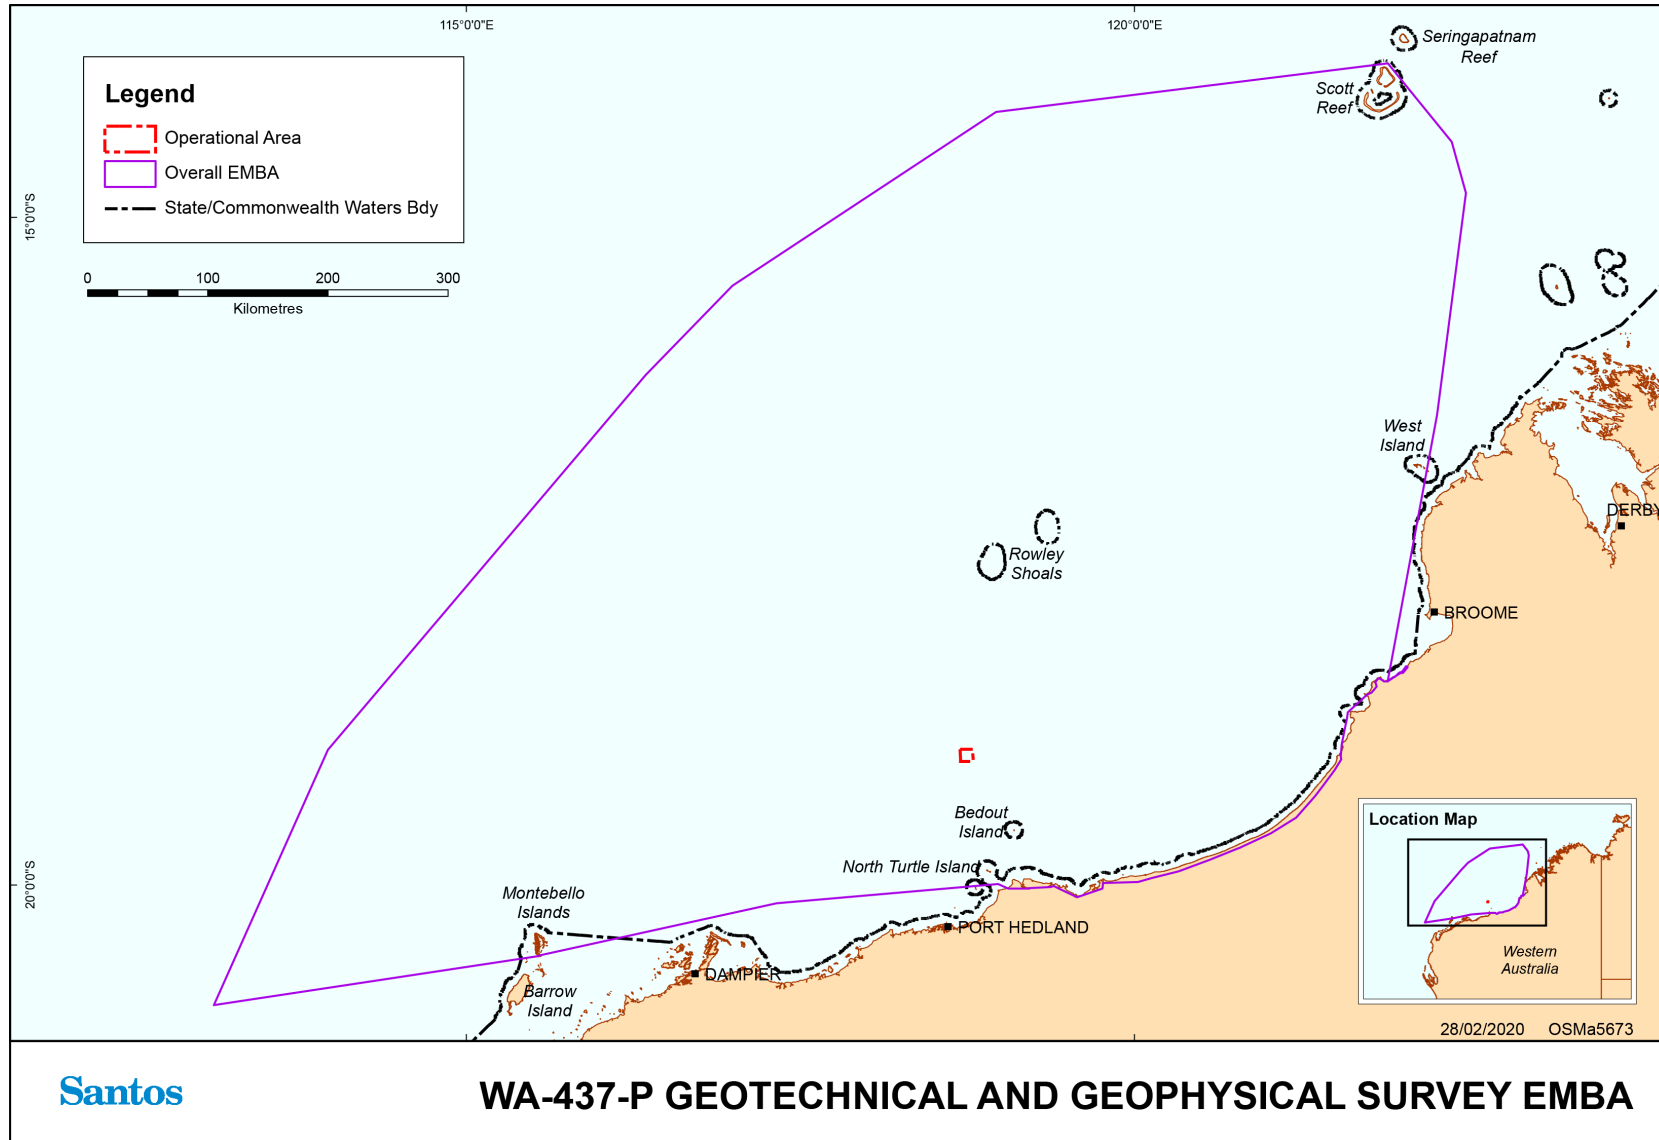 115°0'0"E
120°0'0"E
15°0'0"S
20°0'0"S
Legend
Operational Area
Overall EMBA
State/Commonwealth Waters Bdy
0 100 200 300
Kilometres
Seringapatnam
Reef
Scott
Reef
West
Island
DERBY
Rowley
Shoals
BROOME
Bedout
Island
North Turtle Island
Montebello
Islands
PORT HEDLAND
DAMPIER
Barrow
Island
Location Map
Western
Australia
28/02/2020 OSMa5673
Santos
WA-437-P GEOTECHNICAL AND GEOPHYSICAL SURVEY EMBA